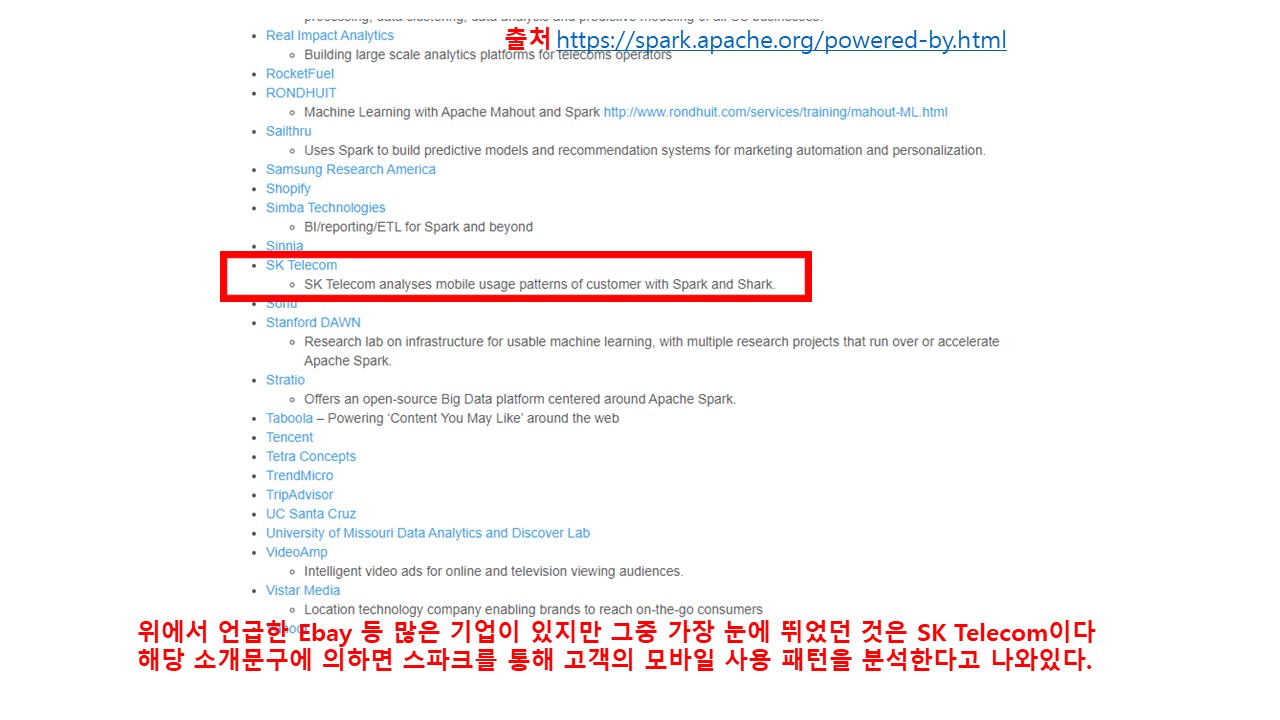 processing, data clustering, data analysis and predictive modeling of all US businesses.
Real Impact Analytics
출처 https://spark.apache.org/powered-by.html
Building large scale analytics platforms for telecoms operators
RocketFuel
RONDHUIT
Machine Learning with Apache Mahout and Spark http://www.rondhuit.com/services/training/mahout-ML.html
Sailthru
Uses Spark to build predictive models and recommendation systems for marketing automation and personalization.
Samsung Research America
Shopify
Simba Technologies
BI/reporting/ETL for Spark and beyond
Sinnia
SK Telecom
SK Telecom analyses mobile usage patterns of customer with Spark and Shark.
Stanford DAWN
Research lab on infrastructure for usable machine learning, with multiple research projects that run over or accelerate
Apache Spark.
Stratio
Offers an open-source Big Data platform centered around Apache Spark.
Taboola – Powering ‘Content You May Like’ around the web
Tencent
Tetra Concepts
TrendMicro
TripAdvisor
UC Santa Cruz
University of Missouri Data Analytics and Discover Lab
VideoAmp
Intelligent video ads for online and television viewing audiences.
Vistar Media
Location technology company enabling brands to reach on-the-go consumers
위에서 언급한 Ebay 등 많은 기업이 있지만 그중 가장 눈에 뛰었던 것은 SK Telecom이다
해당 소개문구에 의하면 스파크를 통해 고객의 모바일 사용 패턴을 분석한다고 나와있다.